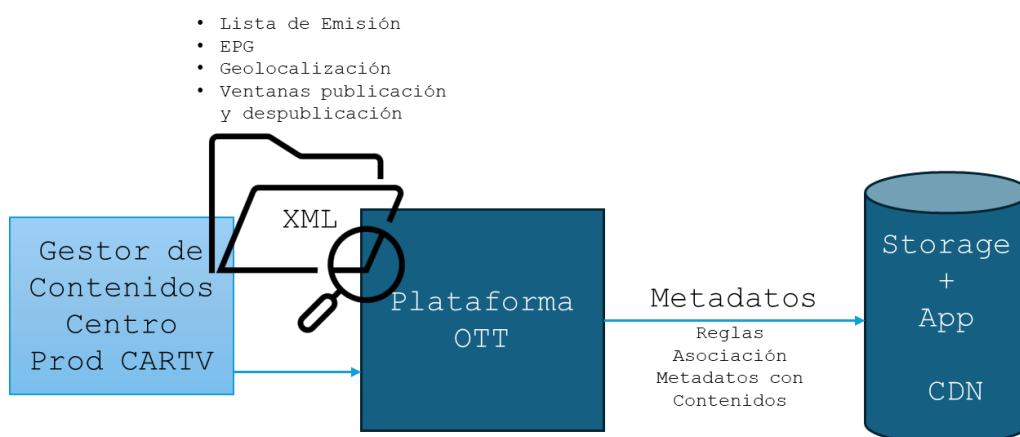 • Lista de Emisión
• EPG
• Geolocalización
• Ventanas publicación
y despublicación
XML
Gestor de
Contenidos
Centro
Prod CARTV
Plataforma
OTT
Metadatos
Reglas
Asociación
Metadatos con
Contenidos
Storage
+
App
CDN